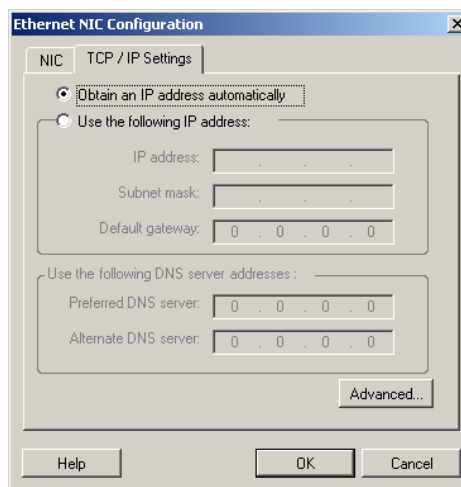 Ethernet NIC Configuration
NIC
TCP / IP Settings
Obtain an IP address automatically
Use the following IP address:
IP address: . . .
Subnet mask: . . .
Default gateway: 0 . 0 . 0 . 0
Use the following DNS server addresses :
Preferred DNS server: 0 . 0 . 0 . 0
Alternate DNS server: 0 . 0 . 0 . 0
Advanced...
Help
OK
Cancel